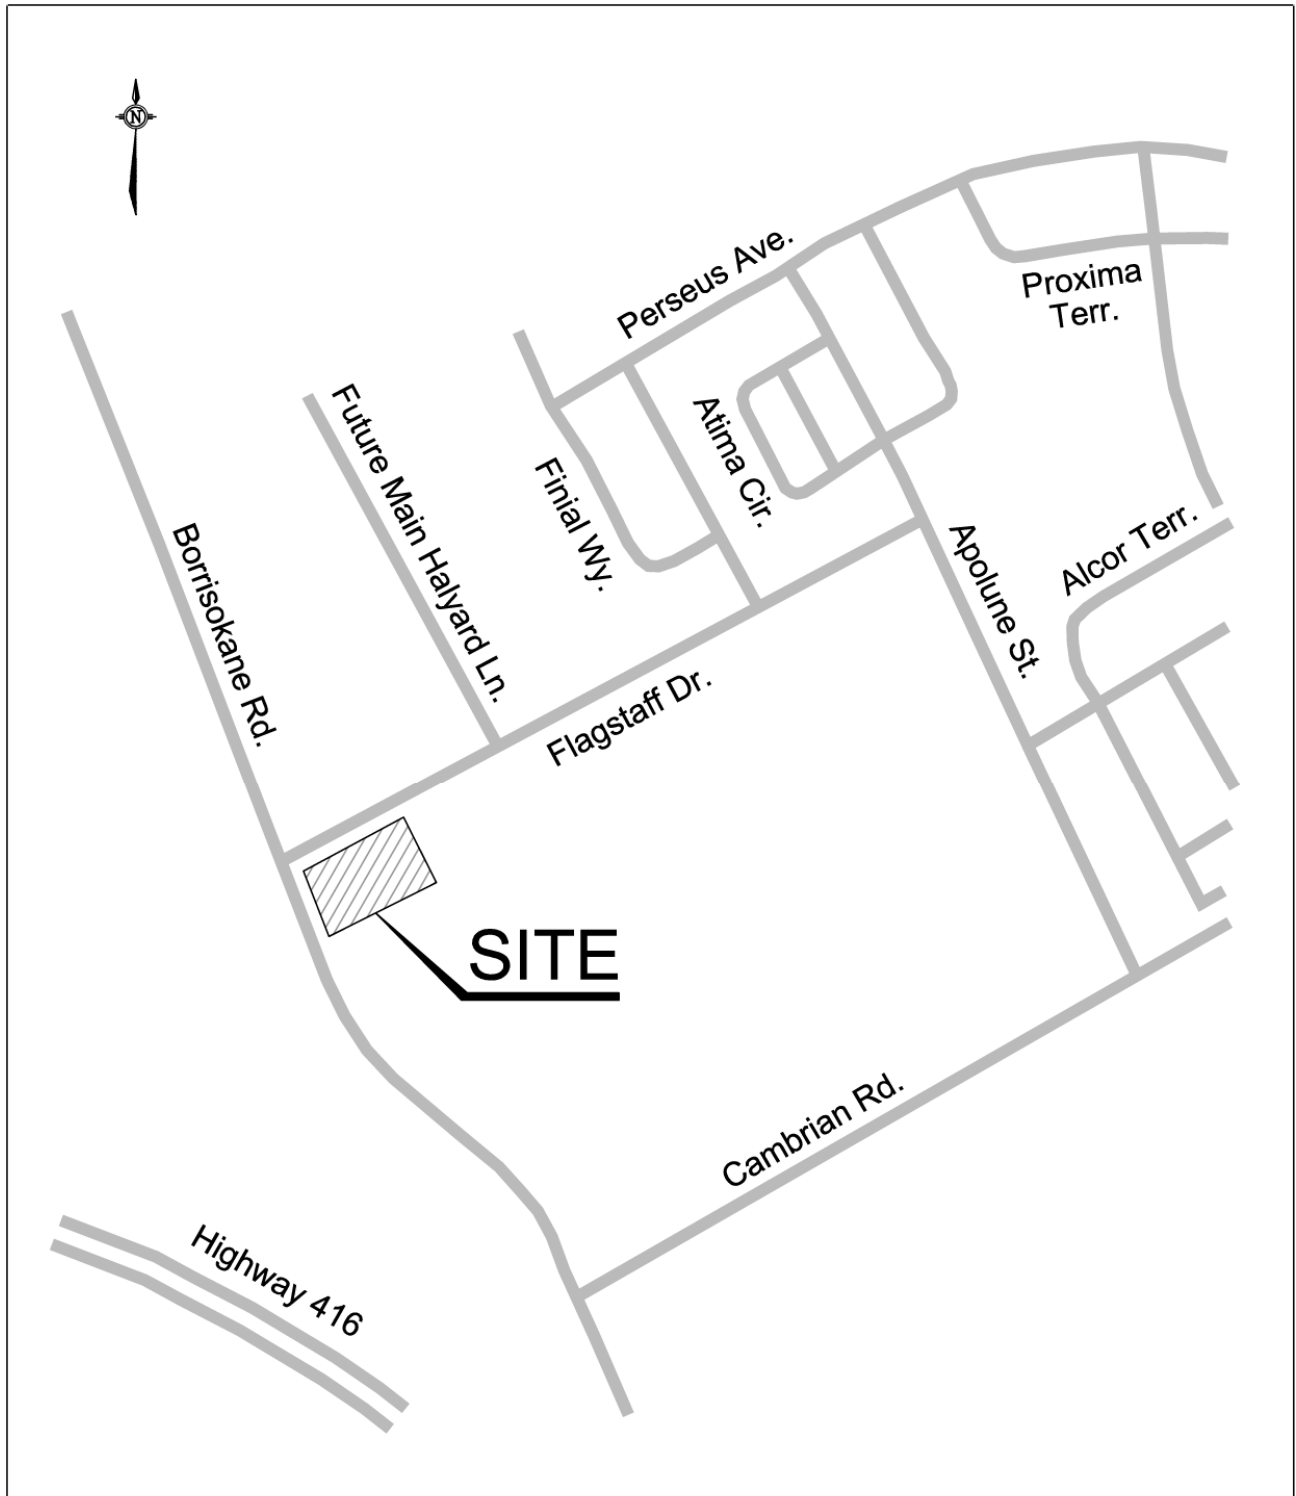 N
Perseus Ave.
Proxima
Terr.
Future Main Halyard Ln.
Atima Cir.
Finial Wy.
Borrisokane Rd.
Alcor Terr.
Apolune St.
Flagstaff Dr.
SITE
Cambrian Rd.
Highway 416